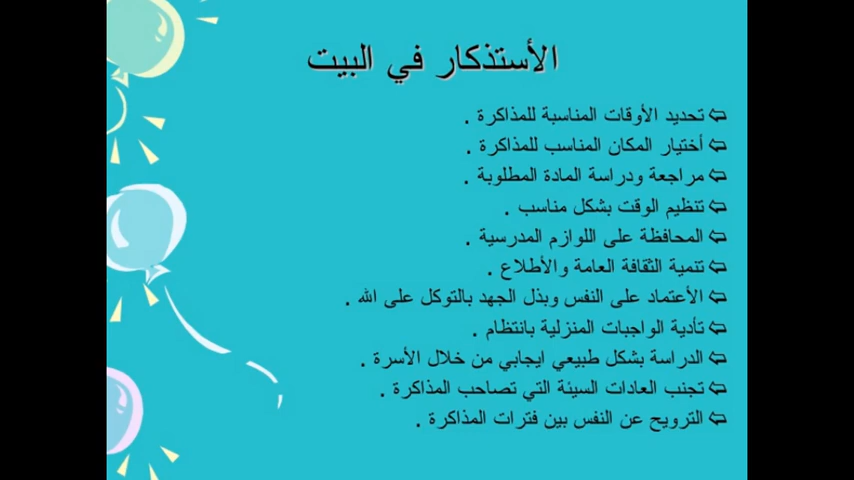 الأستذكار في البيت
⇦ تحديد الأوقات المناسبة للمذاكرة .
⇦ أختيار المكان المناسب للمذاكرة .
⇦ مراجعة ودراسة المادة المطلوبة .
⇦ تنظيم الوقت بشكل مناسب .
⇦ المحافظة على اللوازم المدرسية .
⇦ تنمية الثقافة العامة والأطلاع .
⇦ الأعتماد على النفس وبذل الجهد بالتوكل على الله .
⇦ تأدية الواجبات المنزلية بانتظام .
⇦ الدراسة بشكل طبيعي ايجابي من خلال الأسرة .
⇦ تجنب العادات السيئة التي تصاحب المذاكرة .
⇦ الترويح عن النفس بين فترات المذاكرة .